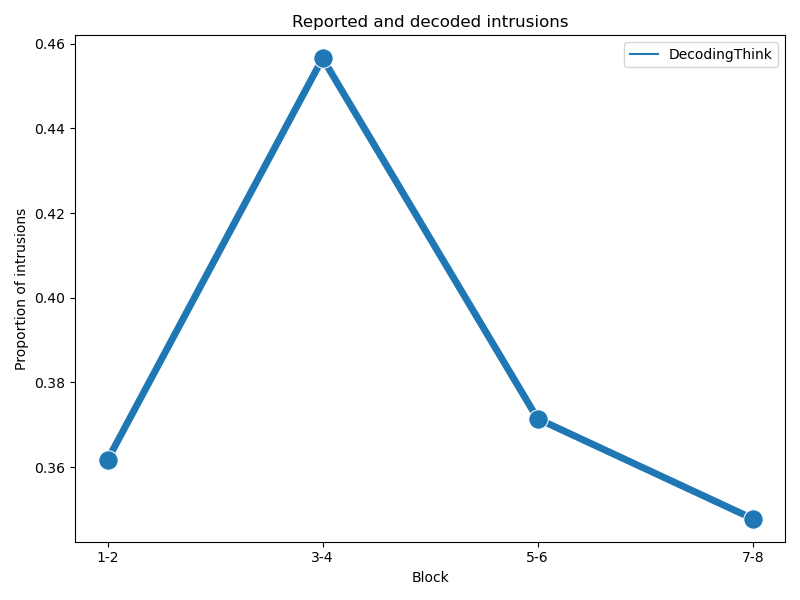 Reported and decoded intrusions
DecodingThink
Proportion of intrusions
0.46
0.44
0.42
0.40
0.38
0.36
1-2
3-4
5-6
7-8
Block